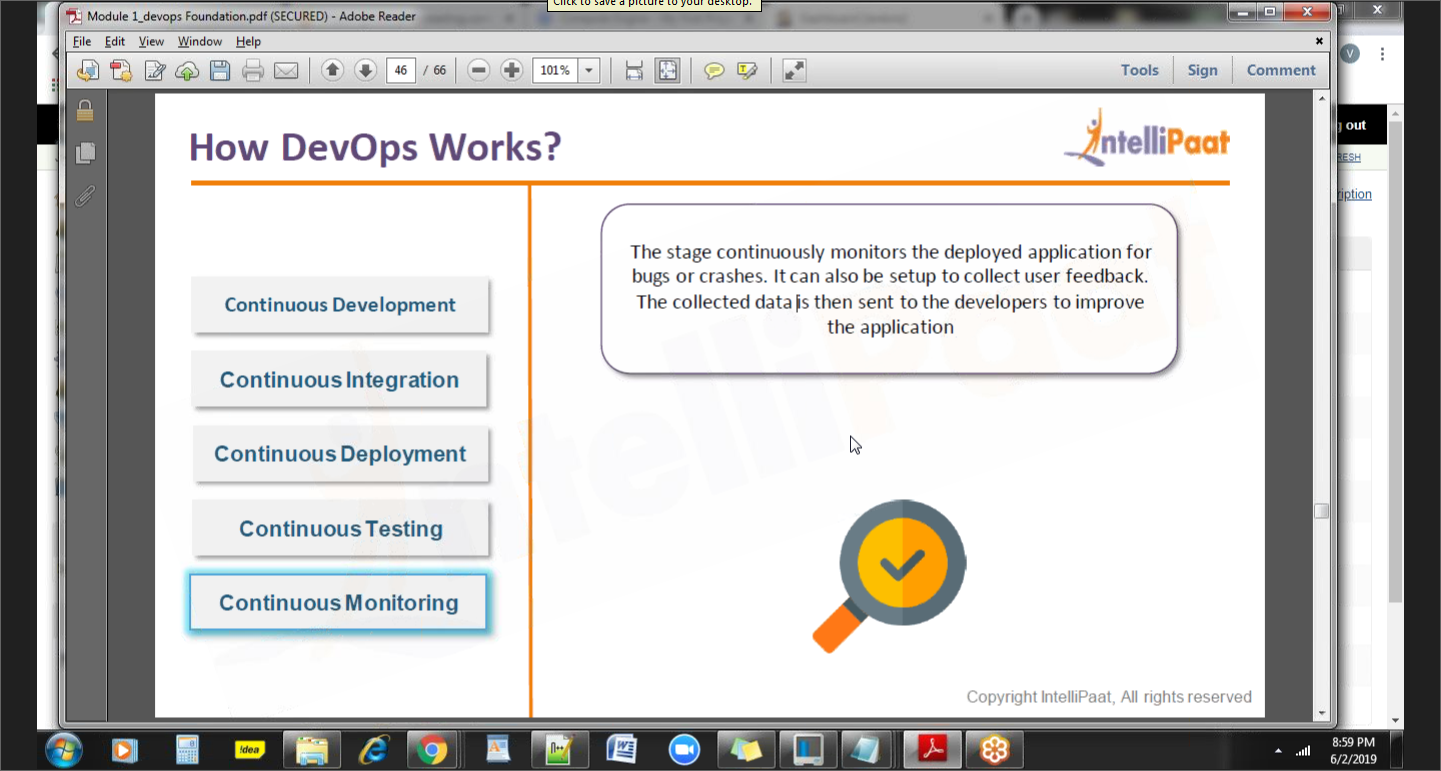 Click to save a picture to your desktop.
Module 1_devops Foundation.pdf (SECURED) - Adobe Reader
File Edit View Window Help
46 / 66 101% Tools Sign Comment
V
How DevOps Works?
IntelliPaat
out
RESH
ription
The stage continuously monitors the deployed application for
bugs or crashes. It can also be setup to collect user feedback.
The collected data is then sent to the developers to improve
the application
Continuous Development
Continuous Integration
Continuous Deployment
Continuous Testing
Continuous Monitoring
Copyright IntelliPaat, All rights reserved
!dea
8:59 PM
6/2/2019